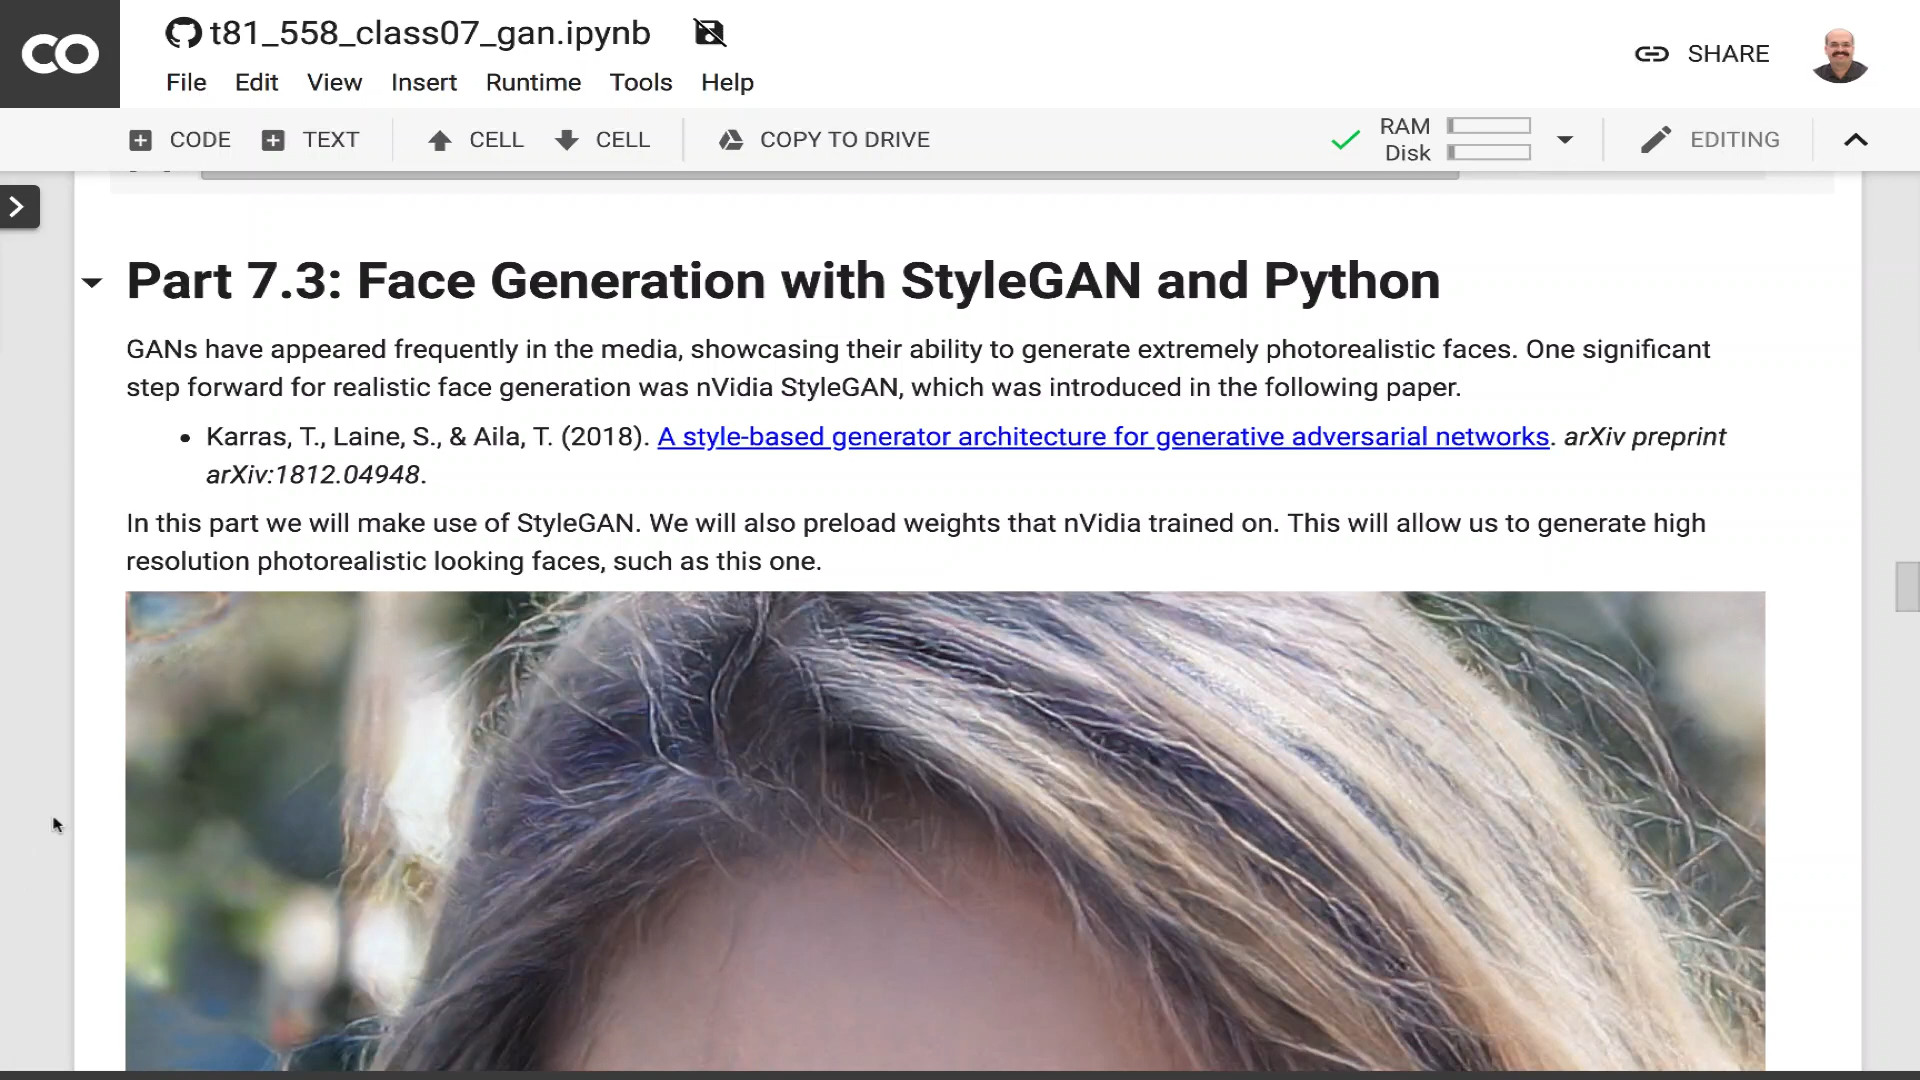 CO
t81_558_class07_gan.ipynb
File Edit View Insert Runtime Tools Help
SHARE
CODE TEXT CELL CELL COPY TO DRIVE
RAM
Disk
EDITING
Part 7.3: Face Generation with StyleGAN and Python
GANs have appeared frequently in the media, showcasing their ability to generate extremely photorealistic faces. One significant
step forward for realistic face generation was nVidia StyleGAN, which was introduced in the following paper.
• Karras, T., Laine, S., & Aila, T. (2018). A style-based generator architecture for generative adversarial networks. arXiv preprint
arXiv:1812.04948.
In this part we will make use of StyleGAN. We will also preload weights that nVidia trained on. This will allow us to generate high
resolution photorealistic looking faces, such as this one.